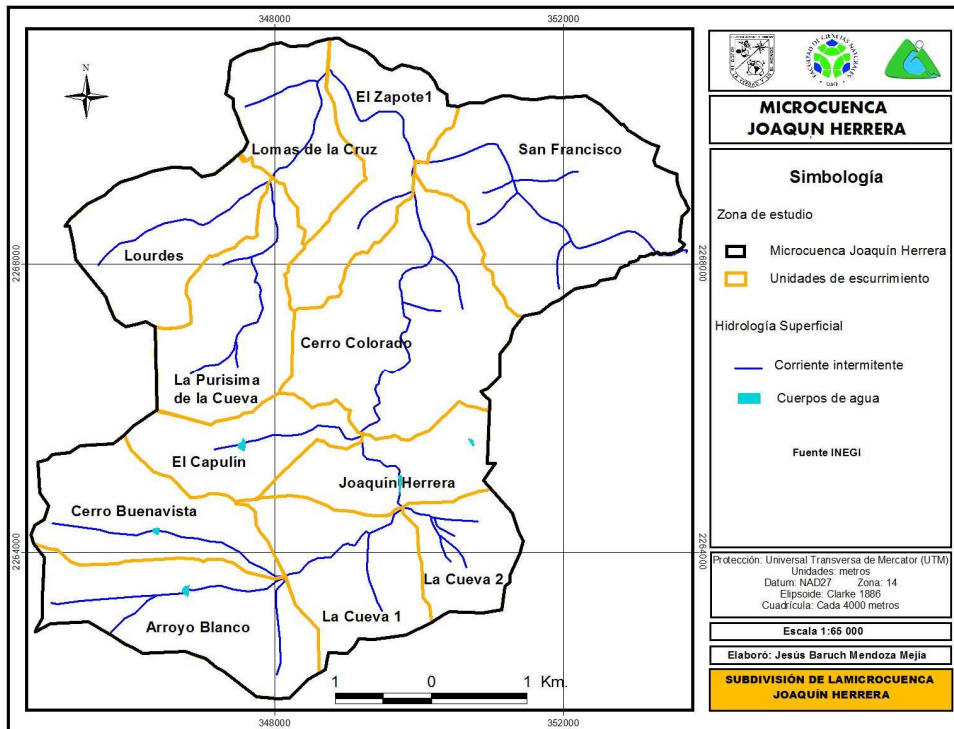 348000
352000
N
El Zapote1
Lomas de la Cruz
San Francisco
Lourdes
2268000
2268000
Cerro Colorado
La Purisima
de la Cueva
El Capulín
Joaquín Herrera
Cerro Buenavista
2264000
2264000
La Cueva 2
La Cueva 1
Arroyo Blanco
1 0 1 Km.
348000
352000
MICROCUENCA
JOAQUN HERRERA
Simbología
Zona de estudio
Microcuenca Joaquín Herrera
Unidades de escurrimiento
Hidrología Superficial
Corriente intermitente
Cuerpos de agua
Fuente INEGI
Protección: Universal Transversa de Mercator (UTM)
Unidades: metros
Datum: NAD27 Zona: 14
Elipsoide: Clarke 1886
Cuadrícula: Cada 4000 metros
Escala 1:65 000
Elaboró: Jesús Baruch Mendoza Mejía
SUBDIVISIÓN DE LAMICROCUENCA
JOAQUÍN HERRERA